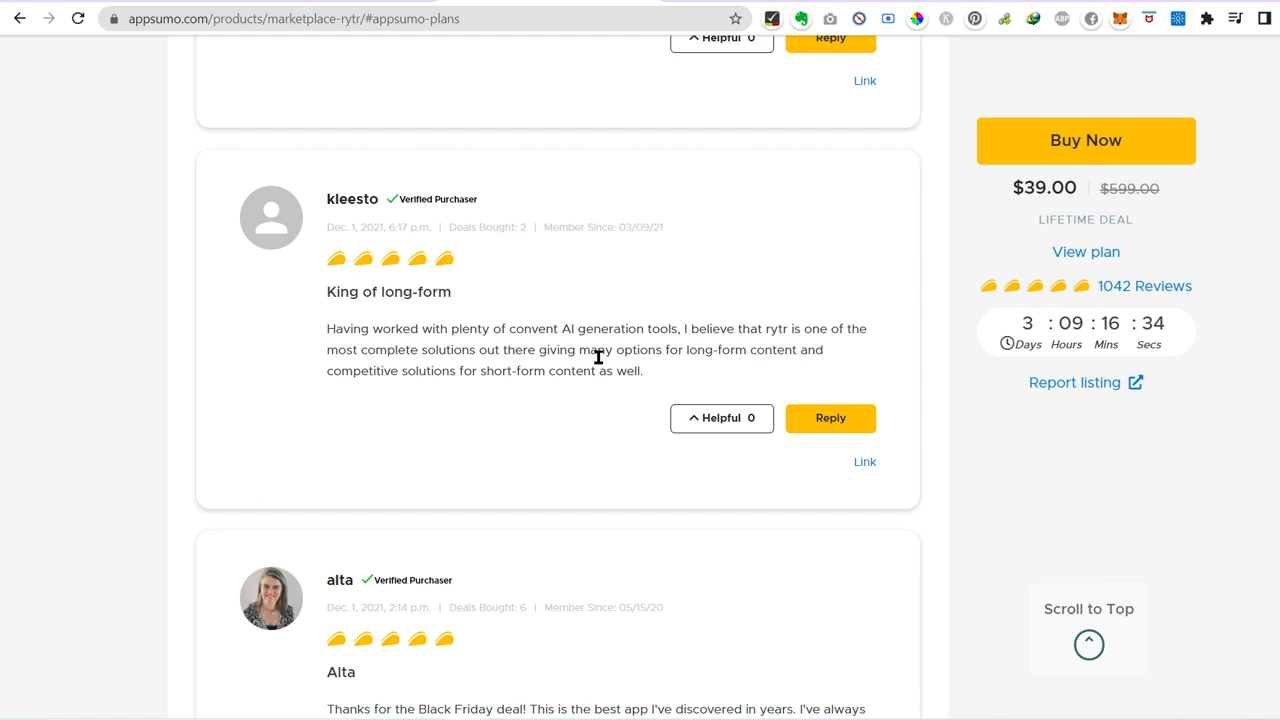 appsumo.com/products/marketplace-rytr/#appsumo-plans
Helpful 0
Reply
Link
kleesto Verified Purchaser
Dec. 1, 2021, 6:17 p.m. | Deals Bought: 2 | Member Since: 03/09/21
King of long-form
Having worked with plenty of convent AI generation tools, I believe that rytr is one of the
most complete solutions out there giving many options for long-form content and
competitive solutions for short-form content as well.
Helpful 0
Reply
Link
alta Verified Purchaser
Dec. 1, 2021, 2:14 p.m. | Deals Bought: 6 | Member Since: 05/15/20
Alta
Thanks for the Black Friday deal! This is the best app I've discovered in years. I've always
Buy Now
$39.00 | $599.00
LIFETIME DEAL
View plan
1042 Reviews
3 : 09 : 16 : 34
Days Hours Mins Secs
Report listing
Scroll to Top
K
ABP